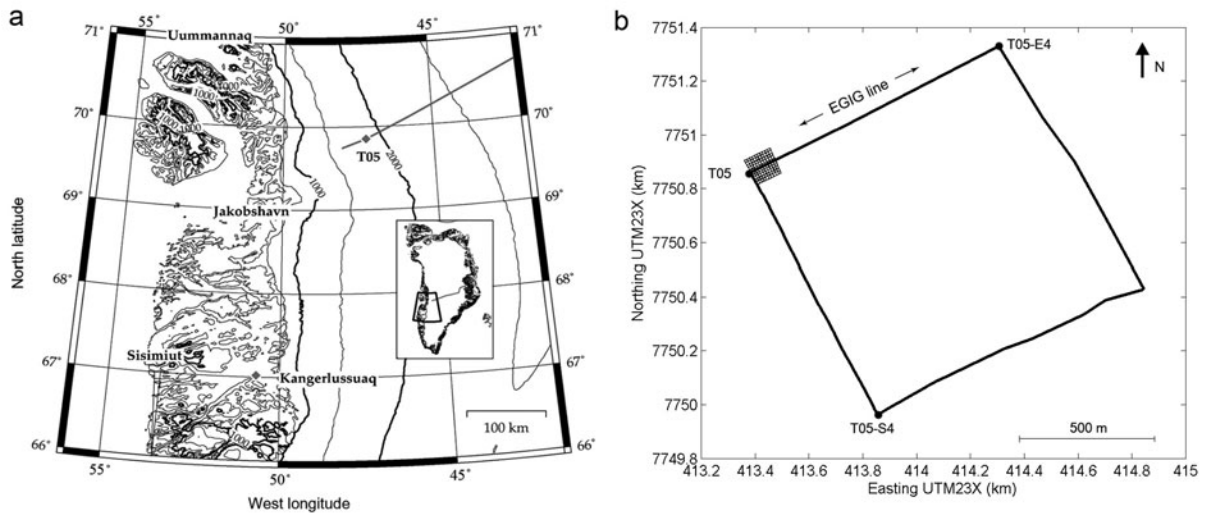 a
55°
50°
45°
71°
Uummannaq
71°
1000
70°
1000
70°
T05
2000
1000
69°
69°
Jakobshavn
North latitude
68°
68°
Sisimiut
67°
67°
Kangerlussuaq
1000
100 km
66°
66°
55°
50°
45°
West longitude
b
7751.4
T05-E4
N
7751.2
EGIG line
7751
T05
7750.8
Northing UTM23X (km)
7750.6
7750.4
7750.2
7750
T05-S4
500 m
7749.8
413.2 413.4 413.6 413.8 414 414.2 414.4 414.6 414.8 415
Easting UTM23X (km)